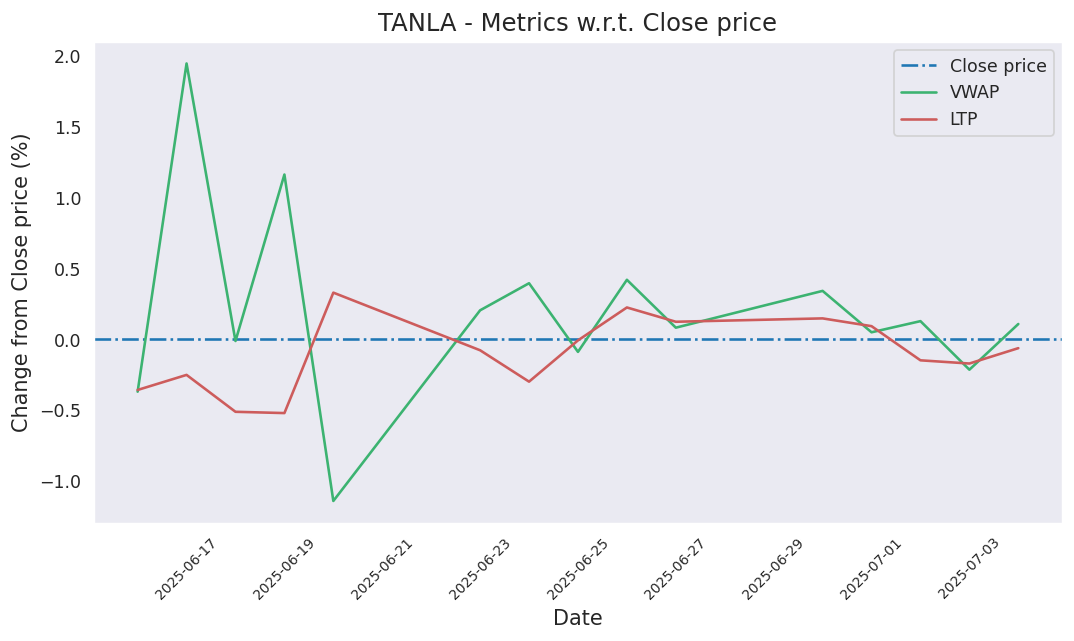 TANLA - Metrics w.r.t. Close price
Close price
VWAP
LTP
Change from Close price (%)
2.0
1.5
1.0
0.5
0.0
−0.5
−1.0
2025-06-17
2025-06-19
2025-06-21
2025-06-23
2025-06-25
2025-06-27
2025-06-29
2025-07-01
2025-07-03
Date